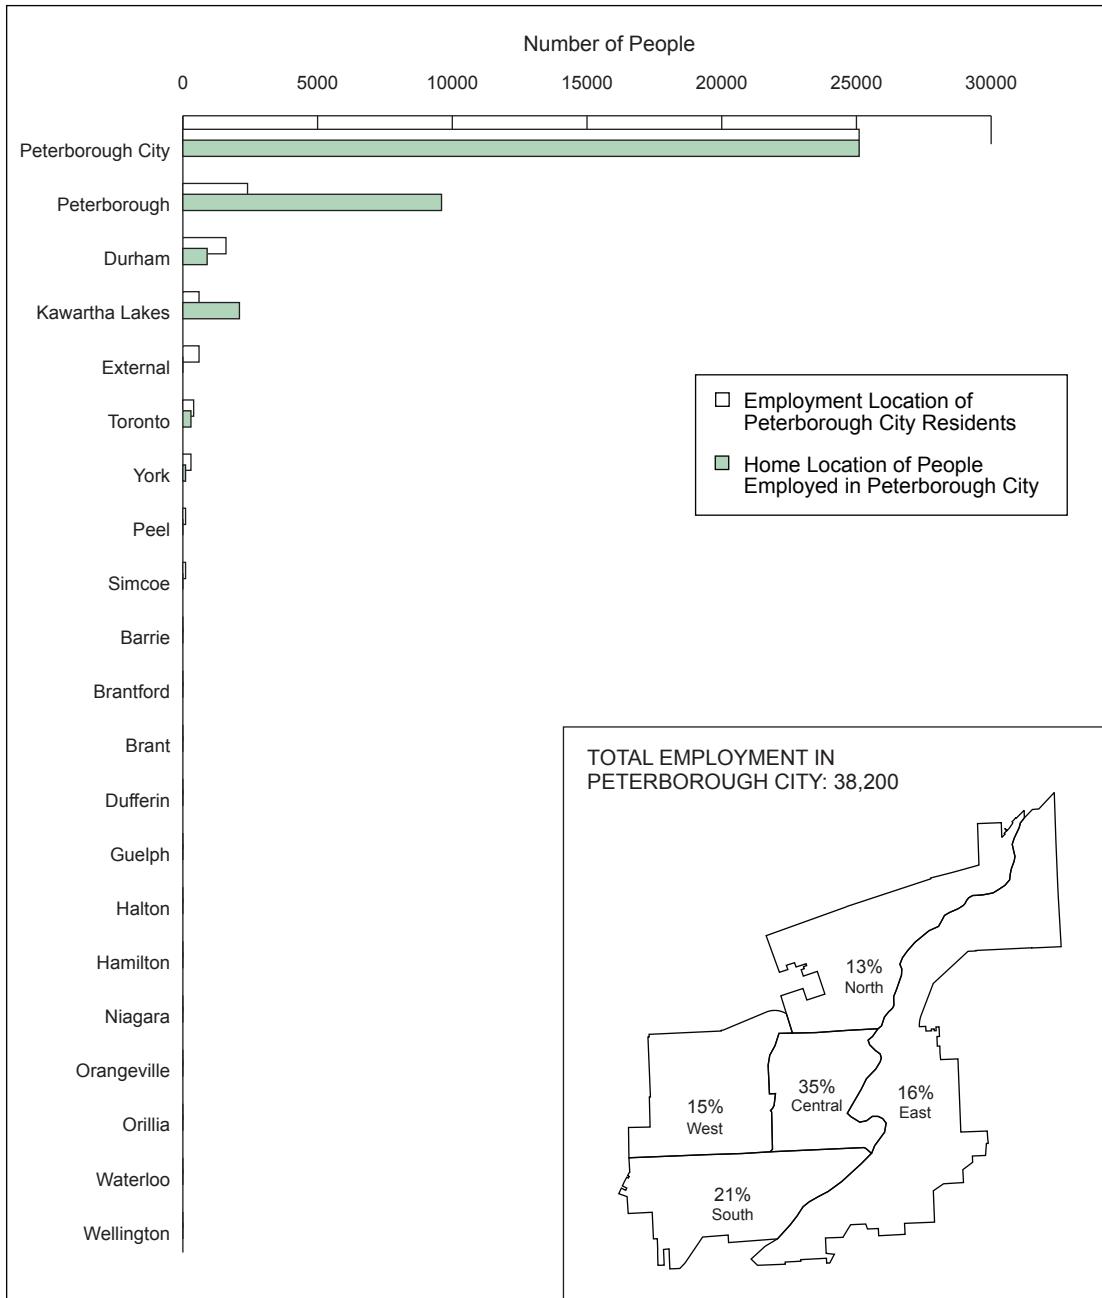 Number of People
0 5000 10000 15000 20000 25000 30000
Peterborough City
Peterborough
Durham
Kawartha Lakes
External
Toronto
York
Peel
Simcoe
Barrie
Brantford
Brant
Dufferin
Guelph
Halton
Hamilton
Niagara
Orangeville
Orillia
Waterloo
Wellington
Employment Location of
Peterborough City Residents
Home Location of People
Employed in Peterborough City
TOTAL EMPLOYMENT IN
PETERBOROUGH CITY: 38,200
13%
North
35%
Central
16%
East
15%
West
21%
South